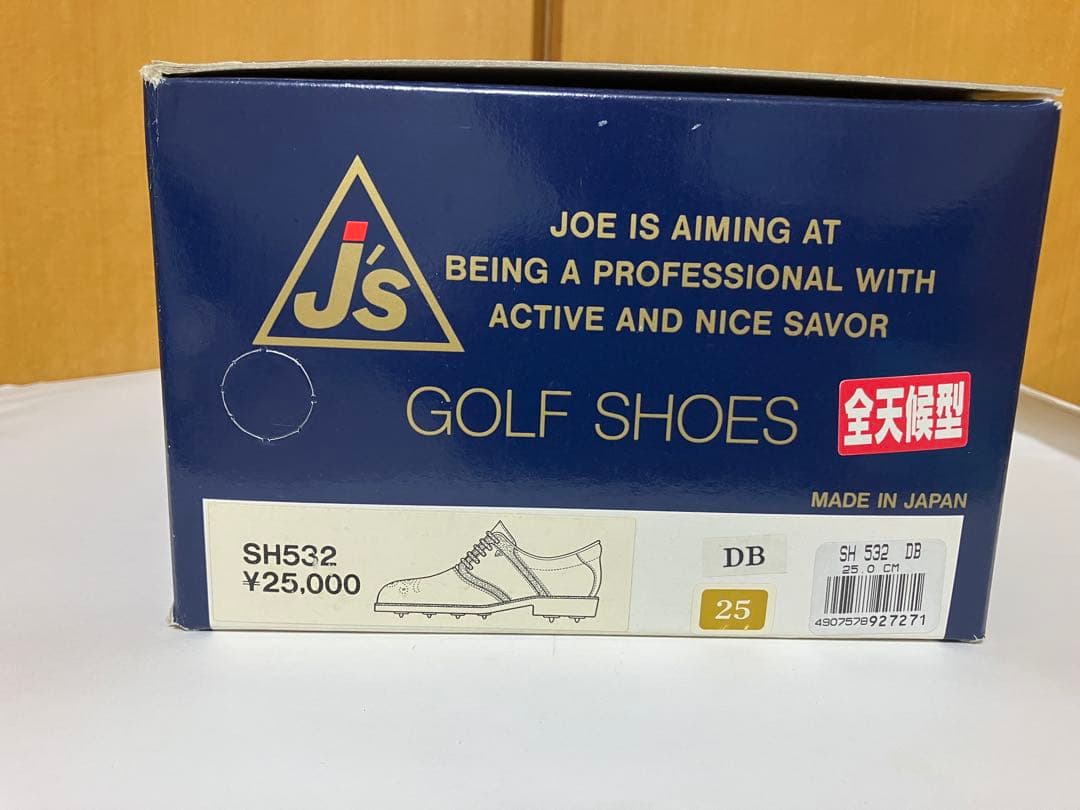 J's
JOE IS AIMING AT
BEING A PROFESSIONAL WITH
ACTIVE AND NICE SAVOR
GOLF SHOES
全天候型
MADE IN JAPAN
SH532
¥25,000
DB
25
SH 532 DB
25.0 CM
4907578927271